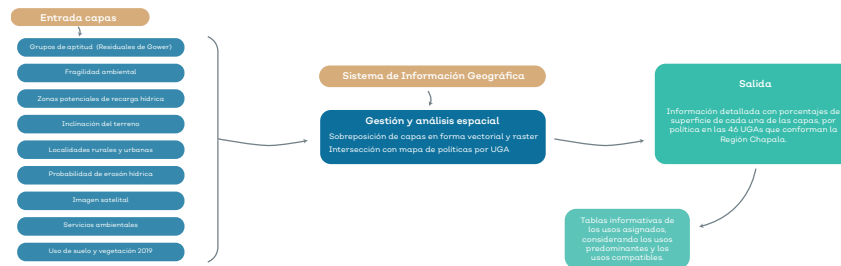 Entrada capas
Grupos de aptitud (Residuales de Gower)
Fragilidad ambiental
Zonas potenciales de recarga hídrica
Inclinación del terreno
Localidades rurales y urbanas
Probabilidad de erosón hídrica
Imagen satelital
Servicios ambientales
Uso de suelo y vegetación 2019
Sistema de Información Geográfica
Gestión y análisis espacial
Sobreposición de capas en forma vectorial y raster
Intersección con mapa de políticas por UGA
Salida
Información detallada con porcentajes de
superficie de cada una de las capas, por
política en las 46 UGAs que conforman la
Región Chapala.
Tablas informativas de
los usos asignados,
considerando los usos
predominantes y los
usos compatibles.